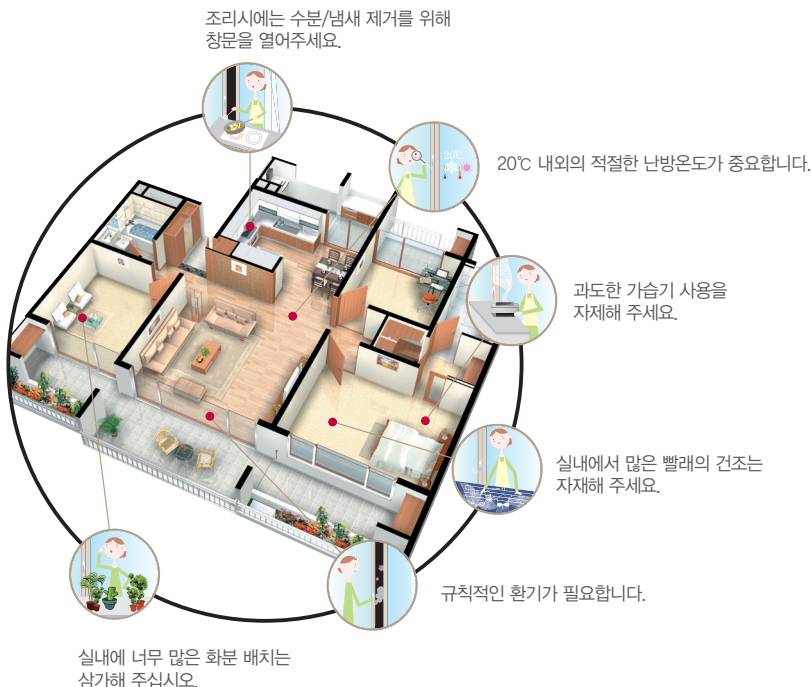 조리시에는 수분/냄새 제거를 위해
창문을 열어주세요.
20℃
20℃ 내외의 적절한 난방온도가 중요합니다.
과도한 가습기 사용을
자제해 주세요.
실내에서 많은 빨래의 건조는
자재해 주세요.
규칙적인 환기가 필요합니다.
실내에 너무 많은 화분 배치는
삼가해 주십시오.